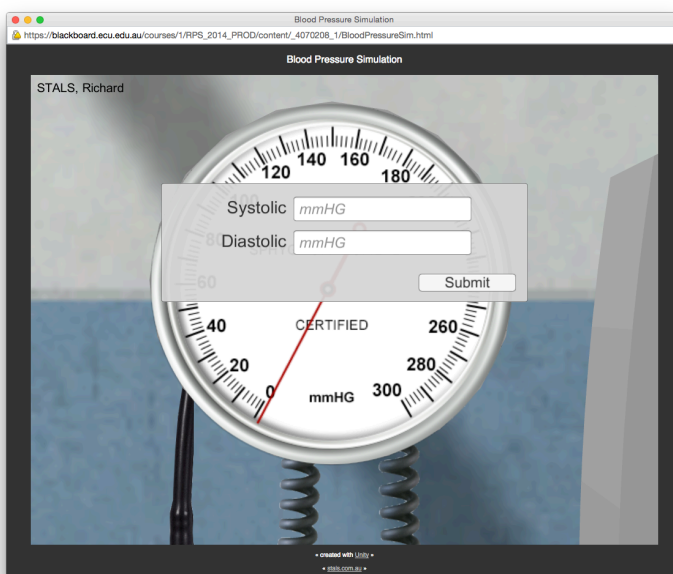 Blood Pressure Simulation
https://blackboard.ecu.edu.au/courses/1/RPS_2014_PROD/content/_4070208_1/BloodPressureSim.html
Blood Pressure Simulation
STALS, Richard
140 160
120 180
100
Systolic mmHG
80 Diastolic mmHG
60 Submit
40 CERTIFIED 260
20 280
0 mmHG 300
• created with Unity •
• stals.com.au •